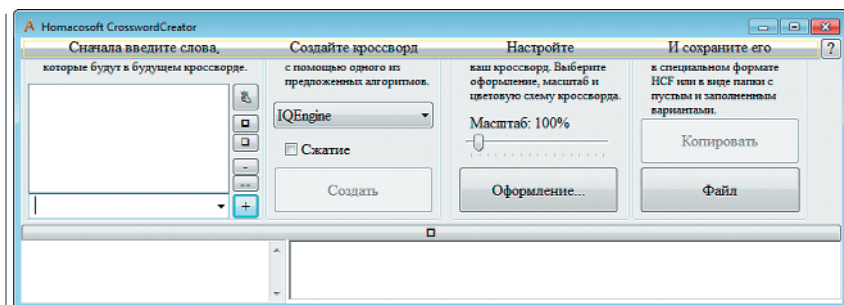 Homacosoft CrosswordCreator
Сначала введите слова,
которые будут в будущем кроссворде.
+
Создайте кроссворд
с помощью одного из
предложенных алгоритмов.
IQEngine
Сжатие
Создать
Настройте
ваш кроссворд. Выберите
оформление, масштаб и
цветовую схему кроссворда.
Масштаб: 100%
Оформление...
И сохраните его
?
в специальном формате
HCF или в виде папки с
пустым и заполненным
вариантами.
Копировать
Файл